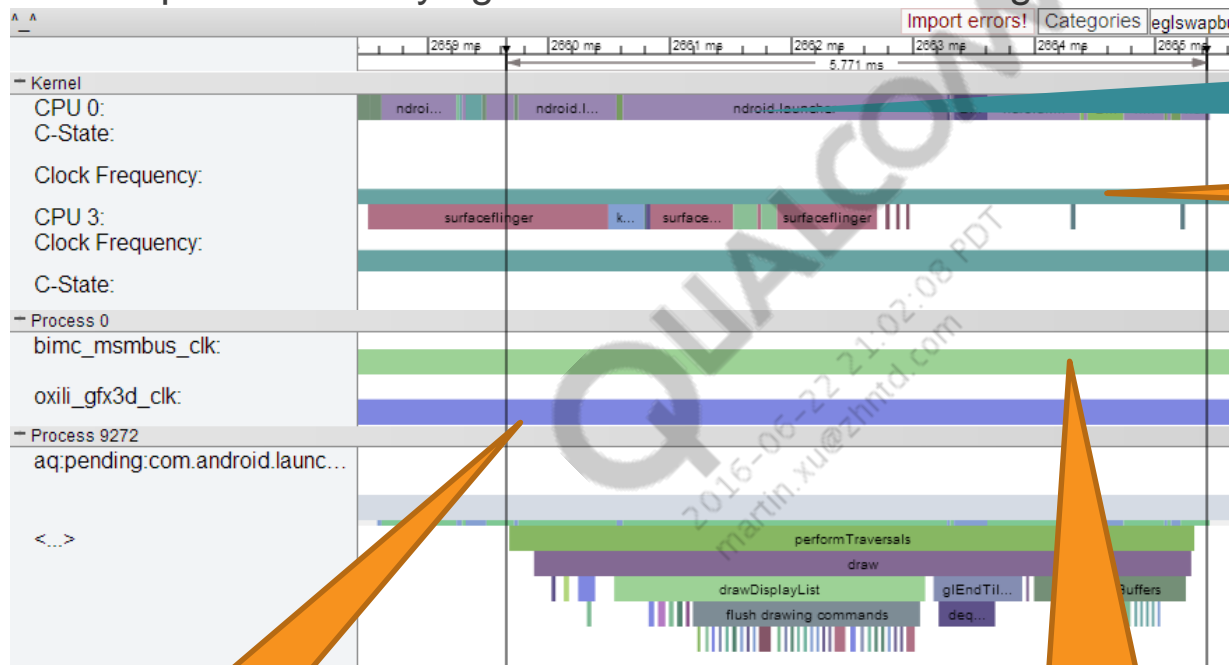 ^_^ Import errors! Categories eglswapbu
2659 ms 2660 ms 2661 ms 2662 ms 2663 ms 2664 ms 2665 ms
5.771 ms
Kernel
CPU 0: ndroi... ndroid.l... ndroid.launcher
C-State:
Clock Frequency:
CPU 3: surfaceflinger k... surface... surfaceflinger
Clock Frequency:
C-State:
Process 0
bimc_msmbus_clk:
oxili_gfx3d_clk:
Process 9272
aq:pending:com.android.launc...
<...> performTraversals
draw
drawDisplayList glEndTil... Buffers
flush drawing commands deq...
QUALCOM
2016-06-22 21:02:08 PDT
martin.xu@zhntd.com